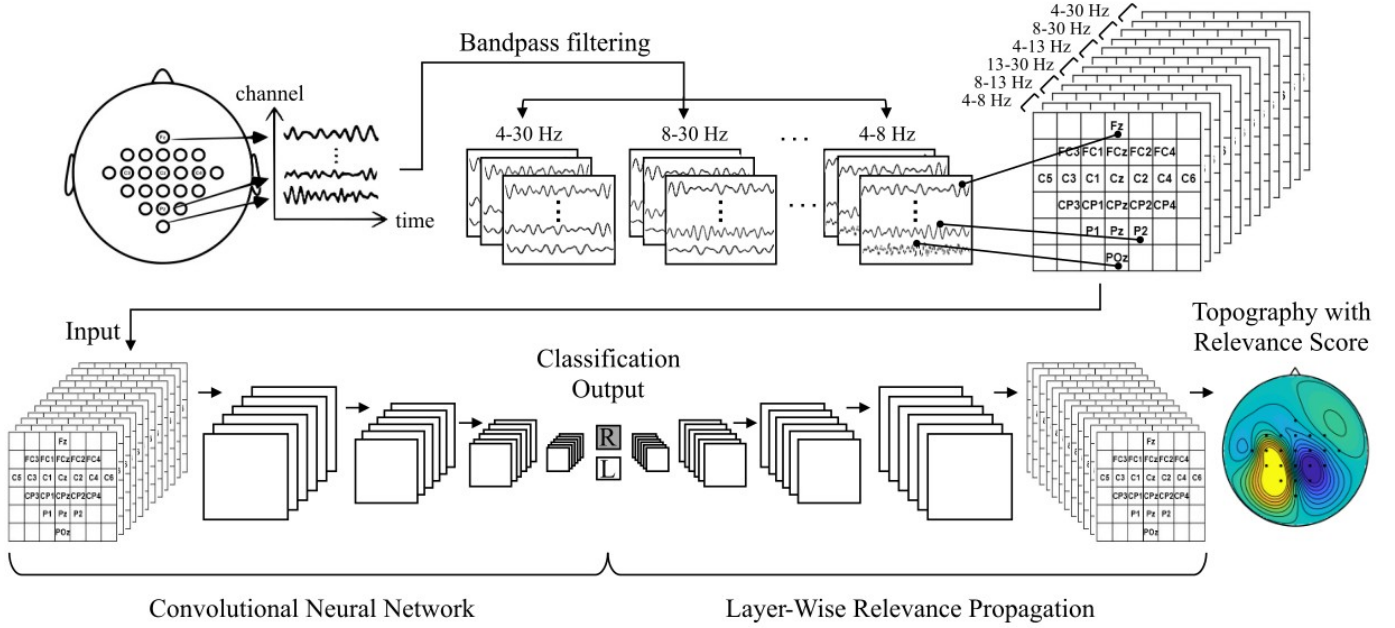 Bandpass filtering
channel
time
4-30 Hz
8-30 Hz
. . .
4-8 Hz
4-30 Hz
8-30 Hz
4-13 Hz
13-30 Hz
8-13 Hz
4-8 Hz
Fz
FC3 FC1 FCz FC2 FC4
C5 C3 C1 Cz C2 C4 C6
CP3 CP1 CPz CP2 CP4
P1 Pz P2
POz
Input
Classification
Output
Topography with
Relevance Score
Fz
FC3 FC1 FCz FC2 FC4
C5 C3 C1 Cz C2 C4 C6
CP3 CP1 CPz CP2 CP4
P1 Pz P2
POz
R
L
Fz
FC3 FC1 FCz FC2 FC4
C5 C3 C1 Cz C2 C4 C6
CP3 CP1 CPz CP2 CP4
P1 Pz P2
POz
Convolutional Neural Network
Layer-Wise Relevance Propagation